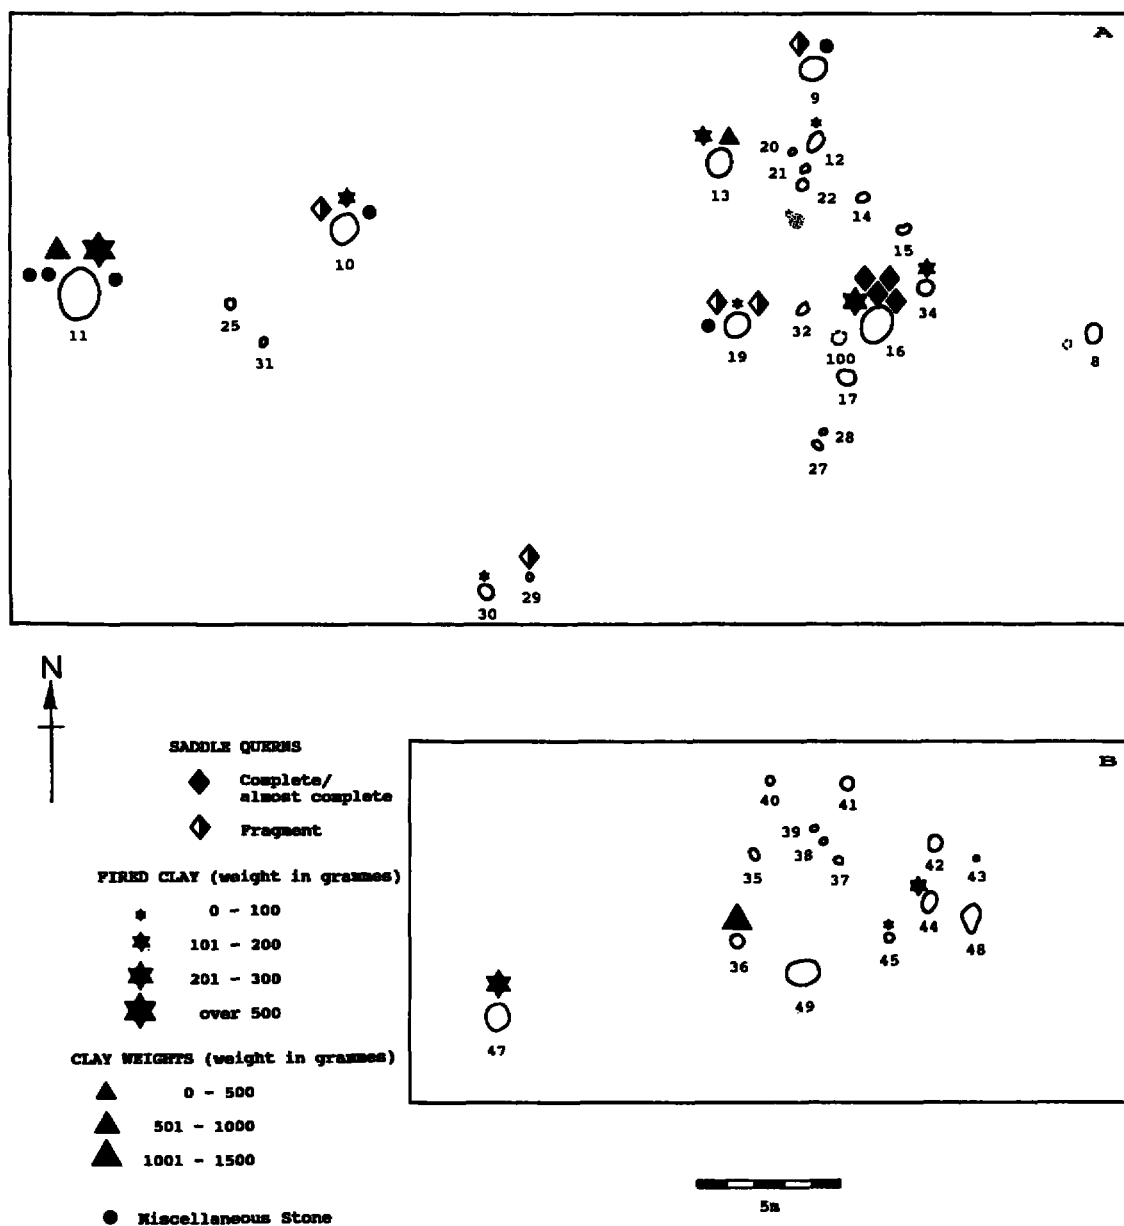 A
9
20
12
13
21
22
14
10
15
34
11
25
32
19
100
16
8
31
17
28
27
30
29
N
SADDLE QUERNS
Complete/
almost complete
Fragment
FIRED CLAY (weight in grammes)
0 - 100
101 - 200
201 - 300
over 500
CLAY WEIGHTS (weight in grammes)
0 - 500
501 - 1000
1001 - 1500
Miscellaneous Stone
B
40
41
39
38
35
37
42
43
44
36
45
48
49
47
5m